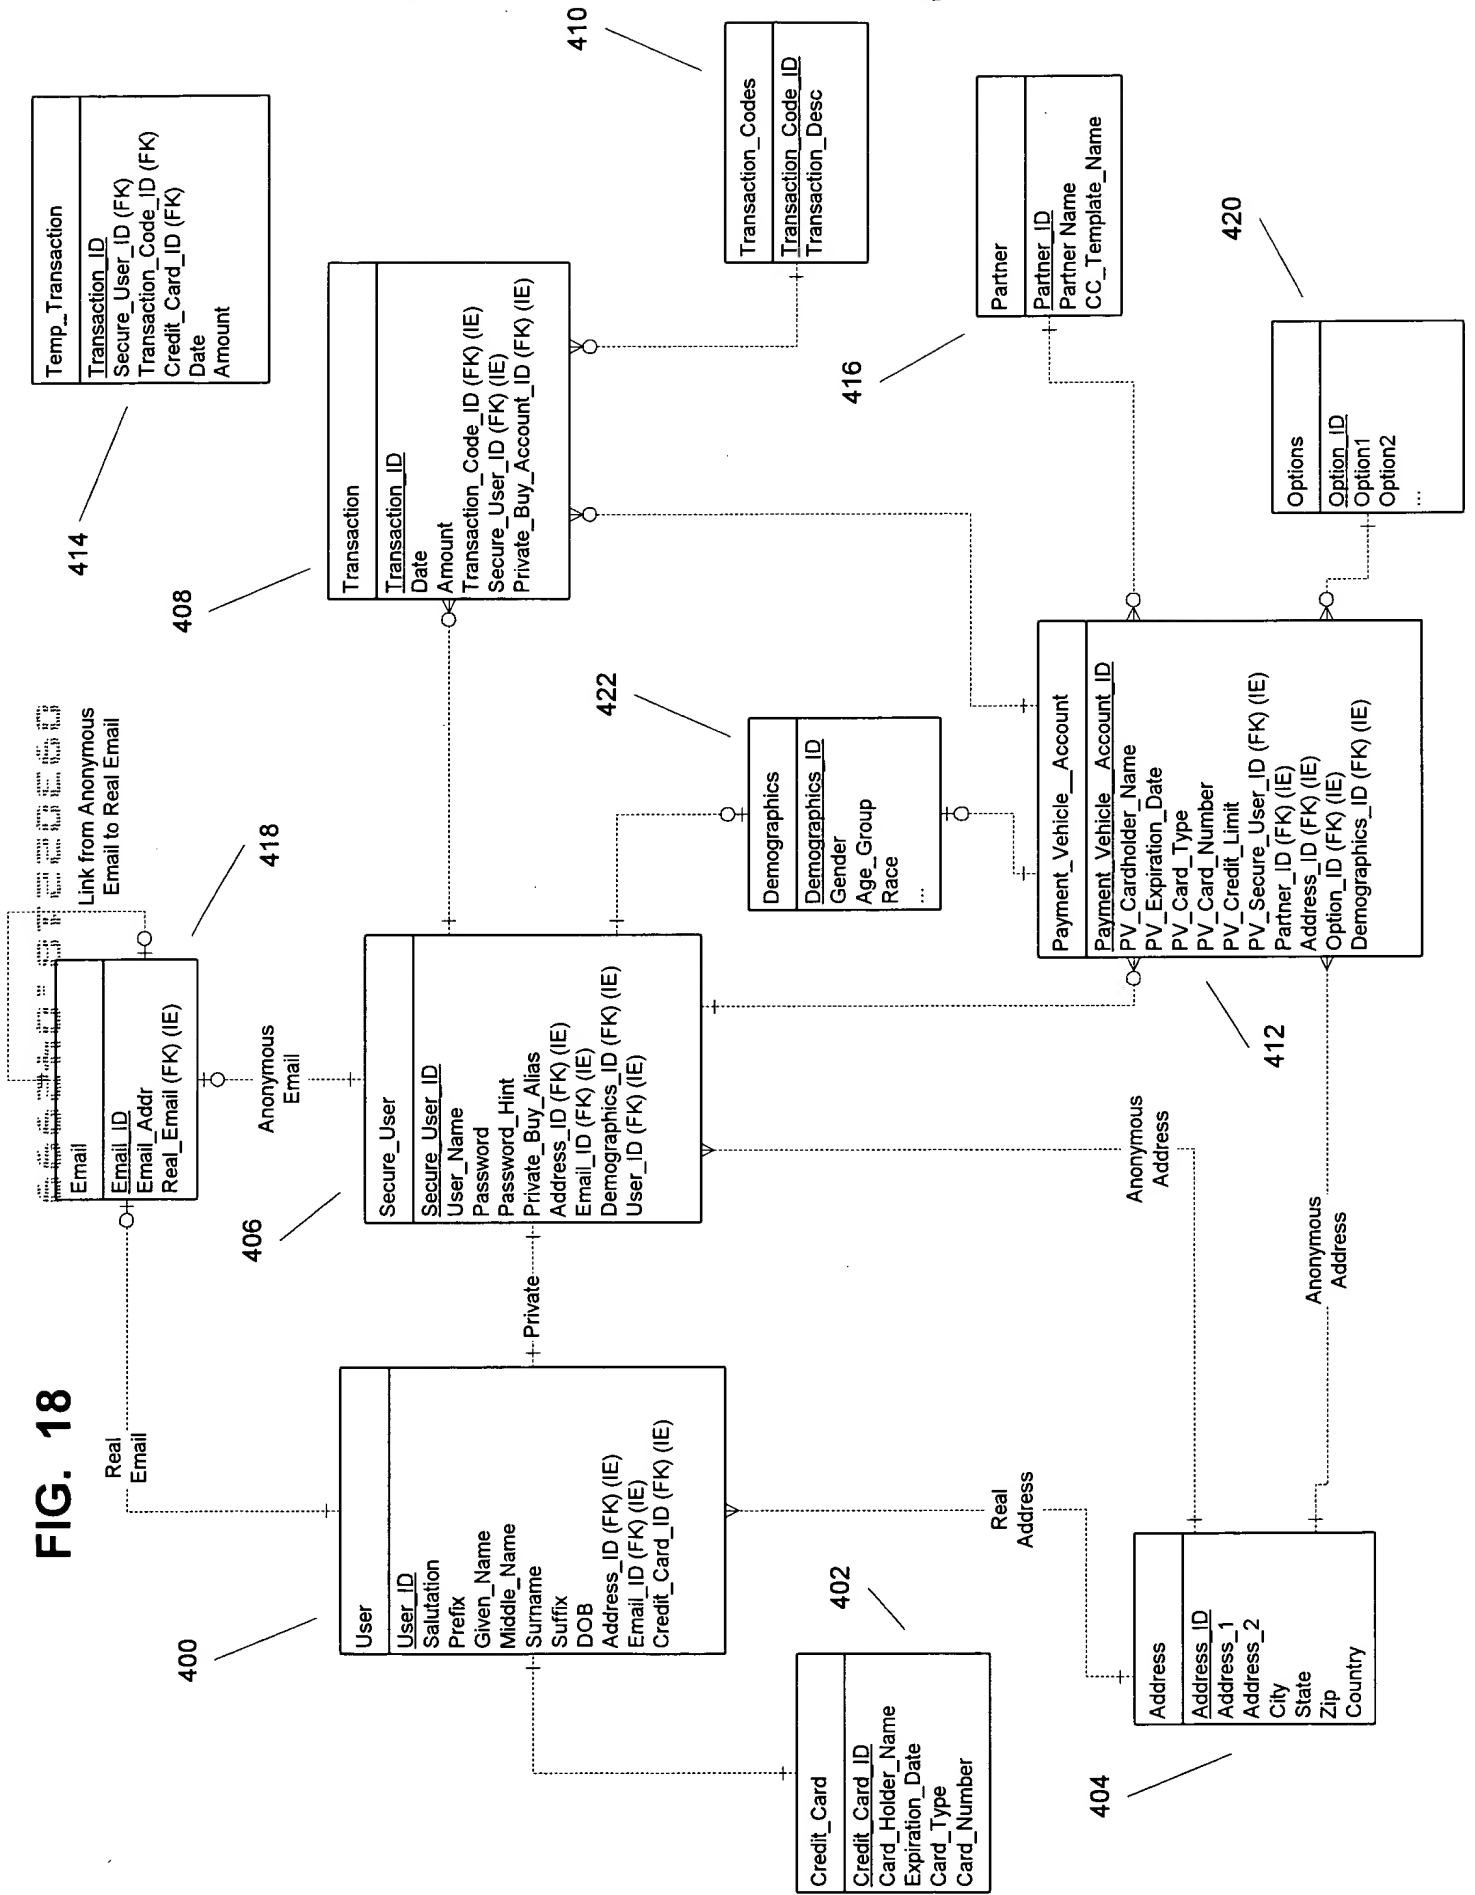 FIG. 18
Real
Email
Email
Email_ID
Email_Addr
Real_Email (FK) (IE)
418
Link from Anonymous
Email to Real Email
Anonymous
Email
414
Temp_Transaction
Transaction_ID
Secure_User_ID (FK)
Transaction_Code_ID (FK)
Credit_Card_ID (FK)
Date
Amount
400
User
User_ID
Salutation
Prefix
Given_Name
Middle_Name
Surname
Suffix
DOB
Address_ID (FK) (IE)
Email_ID (FK) (IE)
Credit_Card_ID (FK) (IE)
Private
406
Secure_User
Secure_User_ID
User_Name
Password
Password_Hint
Private_Buy_Alias
Address_ID (FK) (IE)
Email_ID (FK) (IE)
Demographics_ID (FK) (IE)
User_ID (FK) (IE)
408
Transaction
Transaction_ID
Date
Amount
Transaction_Code_ID (FK) (IE)
Secure_User_ID (FK) (IE)
Private_Buy_Account_ID (FK) (IE)
410
Transaction_Codes
Transaction_Code_ID
Transaction_Desc
422
Demographics
Demographics_ID
Gender
Age_Group
Race
...
402
Credit_Card
Credit_Card_ID
Card_Holder_Name
Expiration_Date
Card_Type
Card_Number
Real
Address
416
Partner
Partner_ID
Partner Name
CC_Template_Name
404
Address
Address_ID
Address_1
Address_2
City
State
Zip
Country
Anonymous
Address
Anonymous
Address
412
Payment_Vehicle__Account
Payment_Vehicle__Account_ID
PV_Cardholder_Name
PV_Expiration_Date
PV_Card_Type
PV_Card_Number
PV_Credit_Limit
PV_Secure_User_ID (FK) (IE)
Partner_ID (FK) (IE)
Address_ID (FK) (IE)
Option_ID (FK) (IE)
Demographics_ID (FK) (IE)
420
Options
Option_ID
Option1
Option2
...